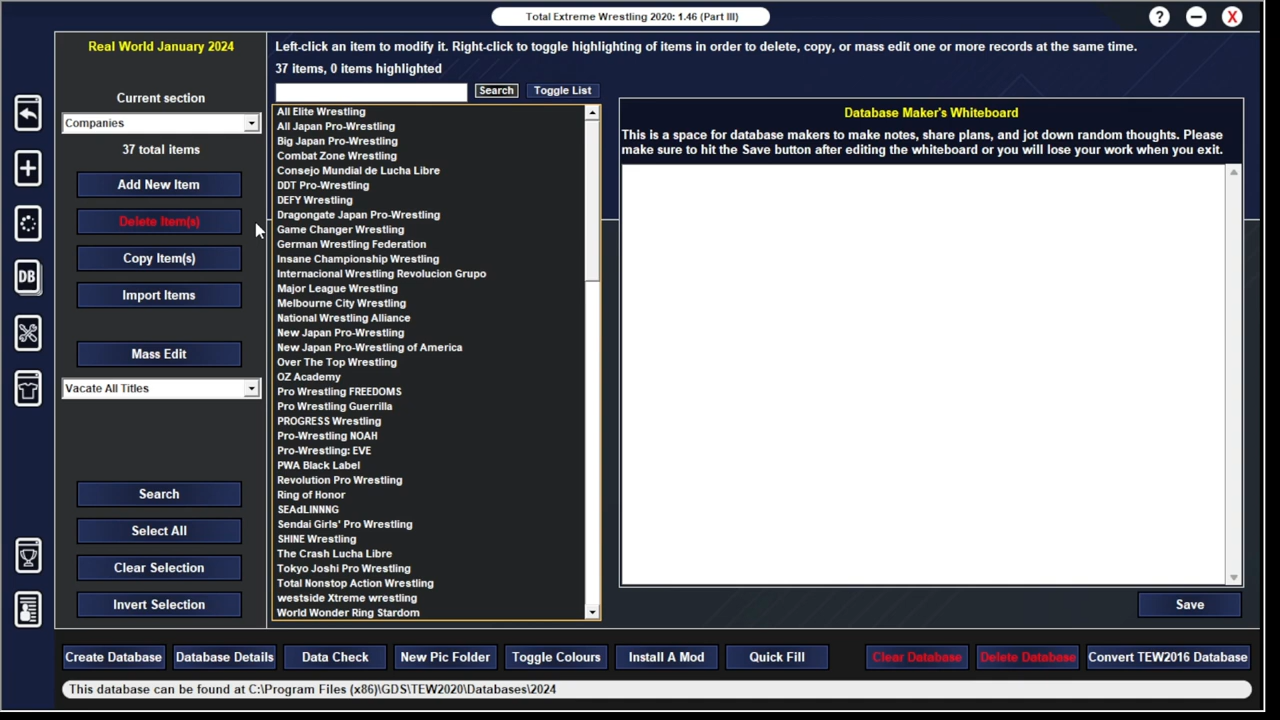 Total Extreme Wrestling 2020: 1.46 (Part III)
?
X
Real World January 2024
Current section
Companies
37 total items
Add New Item
Delete Item(s)
Copy Item(s)
Import Items
Mass Edit
Vacate All Titles
Search
Select All
Clear Selection
Invert Selection
DB
Left-click an item to modify it. Right-click to toggle highlighting of items in order to delete, copy, or mass edit one or more records at the same time.
37 items, 0 items highlighted
Search
Toggle List
All Elite Wrestling
All Japan Pro-Wrestling
Big Japan Pro-Wrestling
Combat Zone Wrestling
Consejo Mundial de Lucha Libre
DDT Pro-Wrestling
DEFY Wrestling
Dragongate Japan Pro-Wrestling
Game Changer Wrestling
German Wrestling Federation
Insane Championship Wrestling
Internacional Wrestling Revolucion Grupo
Major League Wrestling
Melbourne City Wrestling
National Wrestling Alliance
New Japan Pro-Wrestling
New Japan Pro-Wrestling of America
Over The Top Wrestling
OZ Academy
Pro Wrestling FREEDOMS
Pro Wrestling Guerrilla
PROGRESS Wrestling
Pro-Wrestling NOAH
Pro-Wrestling: EVE
PWA Black Label
Revolution Pro Wrestling
Ring of Honor
SEAdLINNNG
Sendai Girls' Pro Wrestling
SHINE Wrestling
The Crash Lucha Libre
Tokyo Joshi Pro Wrestling
Total Nonstop Action Wrestling
westside Xtreme wrestling
World Wonder Ring Stardom
Database Maker's Whiteboard
This is a space for database makers to make notes, share plans, and jot down random thoughts. Please
make sure to hit the Save button after editing the whiteboard or you will lose your work when you exit.
Save
Create Database
Database Details
Data Check
New Pic Folder
Toggle Colours
Install A Mod
Quick Fill
Clear Database
Delete Database
Convert TEW2016 Database
This database can be found at C:\Program Files (x86)\GDS\TEW2020\Databases\2024